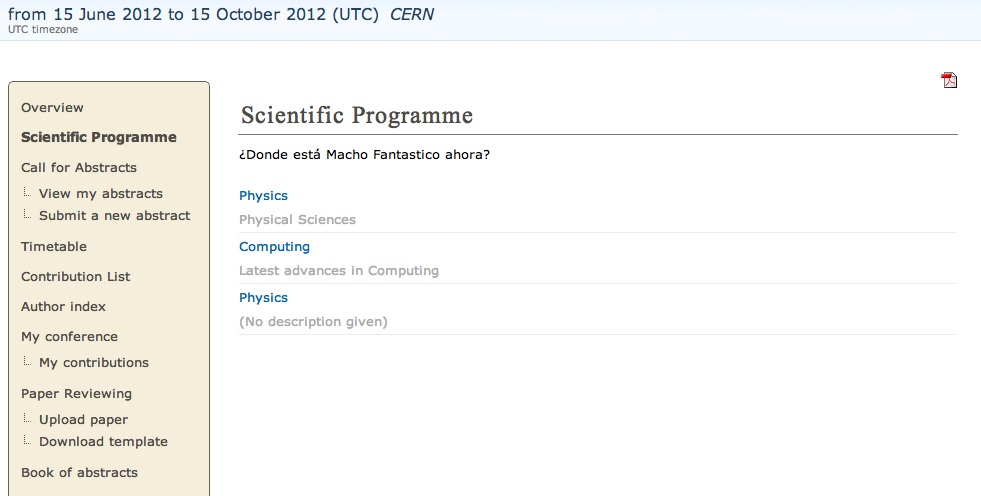 from 15 June 2012 to 15 October 2012 (UTC) CERN
UTC timezone
Overview
Scientific Programme
Call for Abstracts
View my abstracts
Submit a new abstract
Timetable
Contribution List
Author index
My conference
My contributions
Paper Reviewing
Upload paper
Download template
Book of abstracts
Scientific Programme
¿Donde está Macho Fantastico ahora?
Physics
Physical Sciences
Computing
Latest advances in Computing
Physics
(No description given)